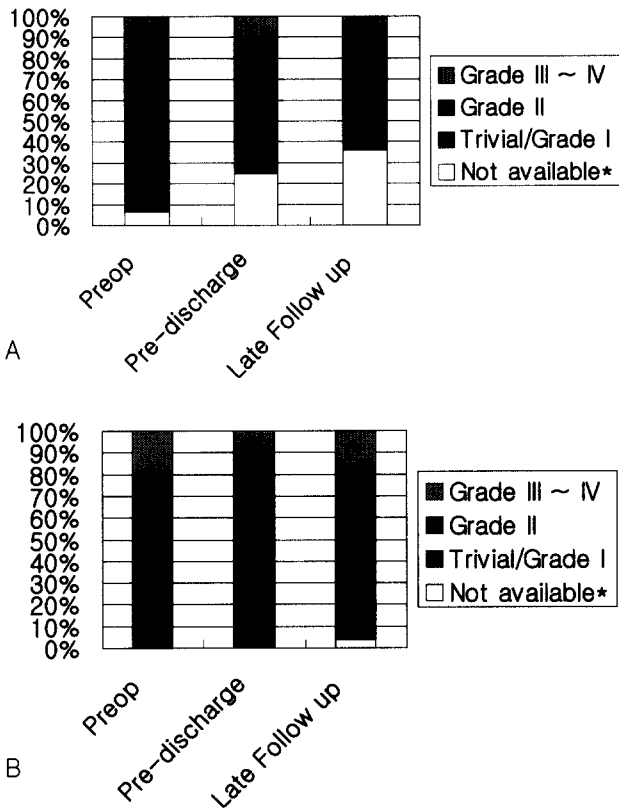 100%
90%
80%
70%
60%
50%
40%
30%
20%
10%
0%
Preop
Pre-discharge
Late Follow up
Grade III ~ IV
Grade II
Trivial/Grade I
Not available*
A
100%
90%
80%
70%
60%
50%
40%
30%
20%
10%
0%
Preop
Pre-discharge
Late Follow up
Grade III ~ IV
Grade II
Trivial/Grade I
Not available*
B